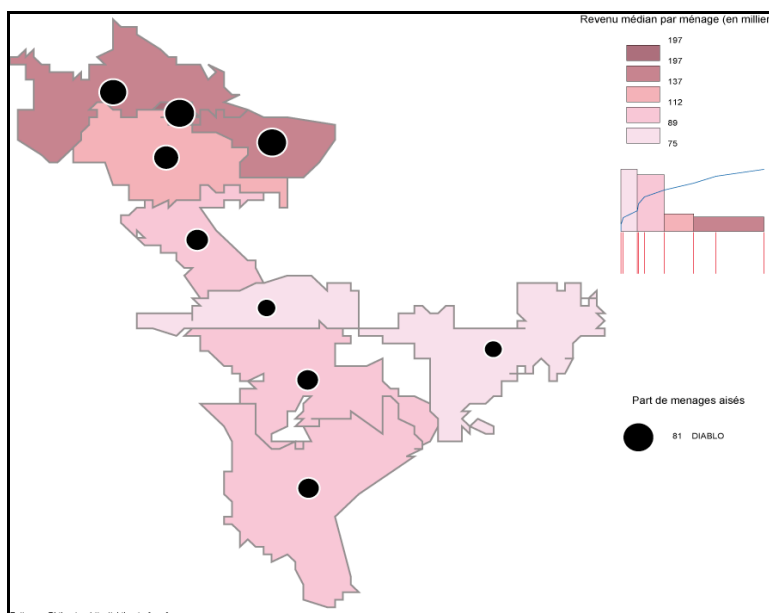 Revenu médian par ménage (en millier
197
197
137
112
89
75
Part de menages aisés
81 DIABLO